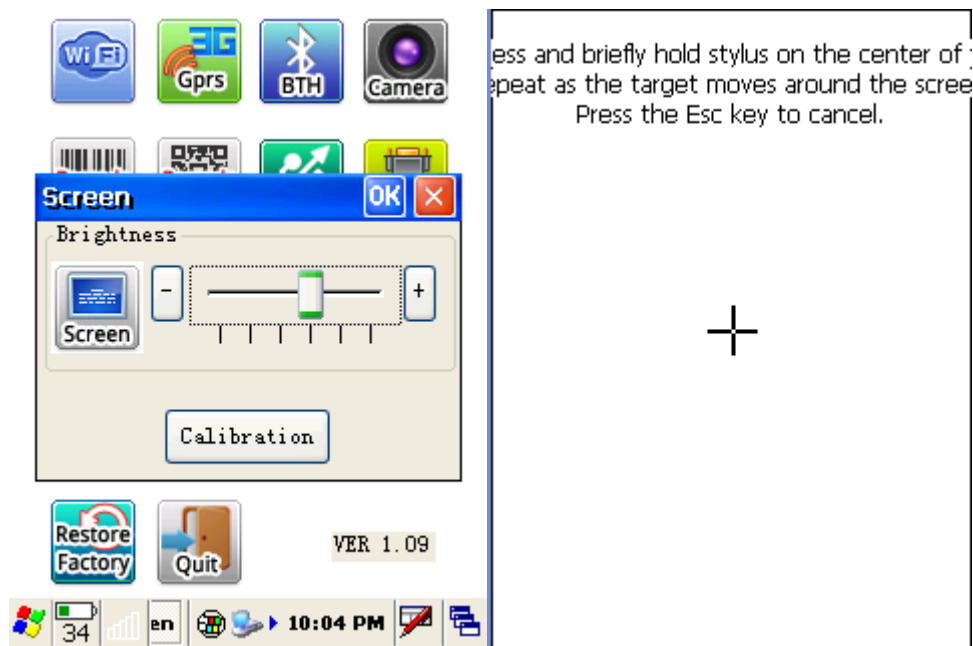 WiFi
3G
Gprs
BTH
Camera
Screen
OK
Brightness
-
+
Screen
Calibration
Restore
Factory
Quit
VER 1.09
34
en
10:04 PM
ess and briefly hold stylus on the center of
epeat as the target moves around the scree
Press the Esc key to cancel.